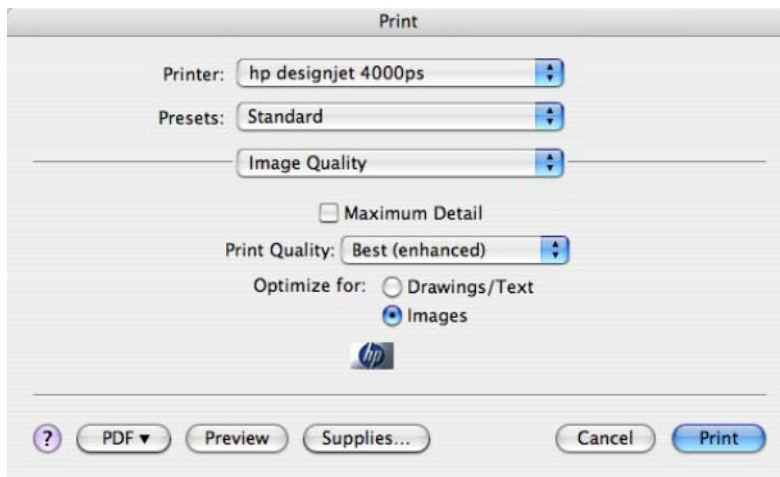 Print
Printer: hp designjet 4000ps
Presets: Standard
Image Quality
Maximum Detail
Print Quality: Best (enhanced)
Optimize for: Drawings/Text
Images
hp
? PDF ▼ Preview Supplies... Cancel Print